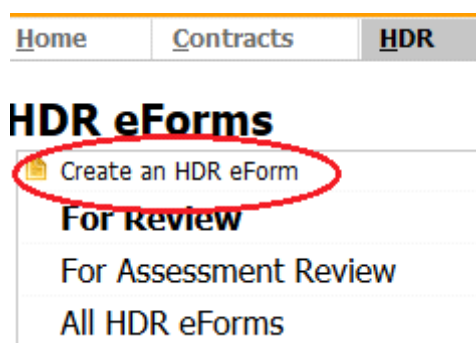 Home Contracts HDR
HDR eForms
Create an HDR eForm
For Review
For Assessment Review
All HDR eForms